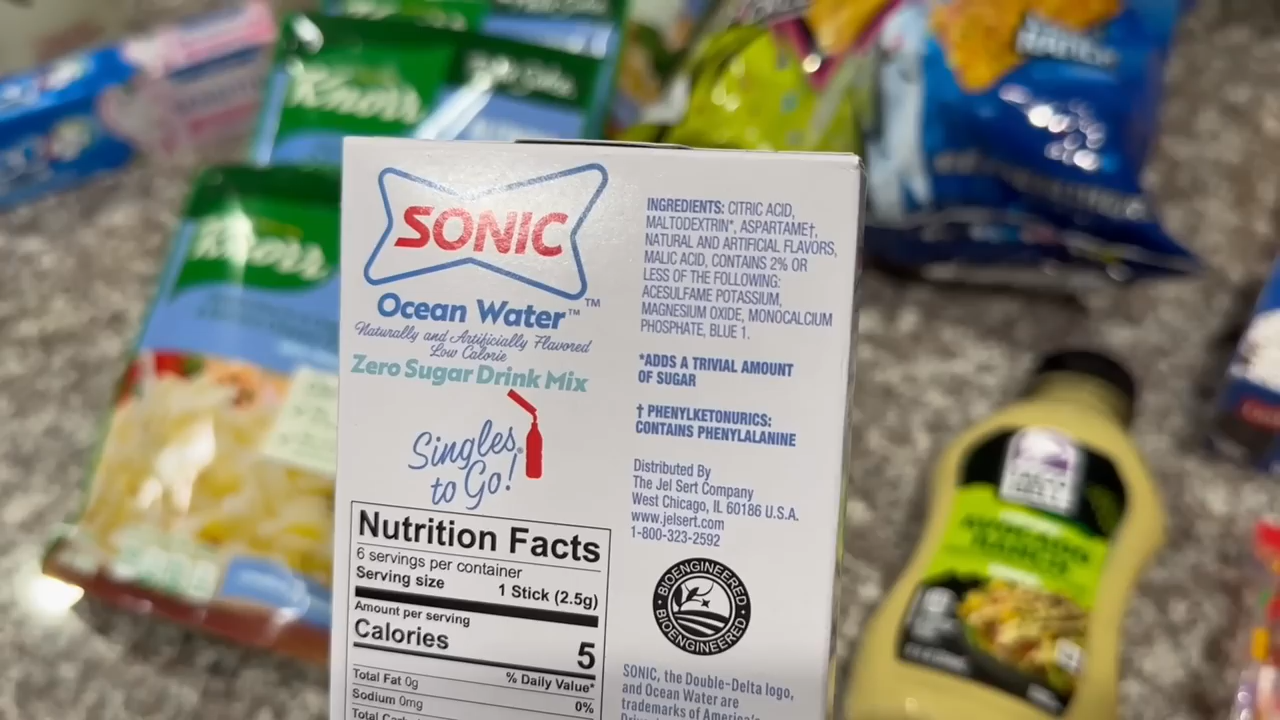 Knorr
Knorr
RANCH
SONIC
Ocean Water™
Naturally and Artificially Flavored
Low Calorie
Zero Sugar Drink Mix
Singles
to Go!
Nutrition Facts
6 servings per container
Serving size 1 Stick (2.5g)
Amount per serving
Calories 5
% Daily Value*
Total Fat 0g 0%
Sodium 0mg
INGREDIENTS: CITRIC ACID,
MALTODEXTRIN*, ASPARTAME†,
NATURAL AND ARTIFICIAL FLAVORS,
MALIC ACID, CONTAINS 2% OR
LESS OF THE FOLLOWING:
ACESULFAME POTASSIUM,
MAGNESIUM OXIDE, MONOCALCIUM
PHOSPHATE, BLUE 1.
*ADDS A TRIVIAL AMOUNT
OF SUGAR
† PHENYLKETONURICS:
CONTAINS PHENYLALANINE
Distributed By
The Jel Sert Company
West Chicago, IL 60186 U.S.A.
www.jelsert.com
1-800-323-2592
BIOENGINEERED
BIOENGINEERED
SONIC, the Double-Delta logo,
and Ocean Water are
trademarks of America's
AVOCADO
RANCH